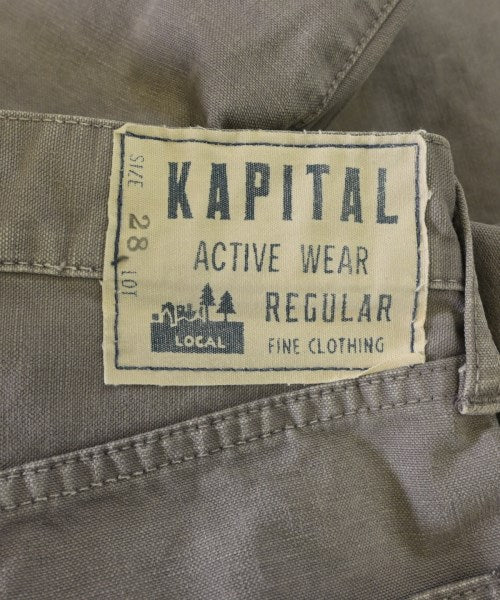 KAPITAL
ACTIVE WEAR
REGULAR
LOCAL
FINE CLOTHING
SIZE 28 LOT